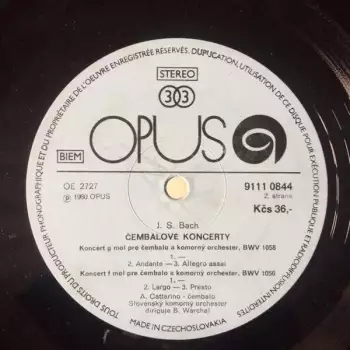 TOUS DROITS DU PRODUCTEUR PHONOGRAPHIQUE ET DU PROPRIÉTAIRE DE L'OEUVRE ENREGISTRÉE RÉSERVÉS. DUPLICATION, UTILISATION DE CE DISQUE POUR EXÉCUTION PUBLIQUE ET RADIODIFFUSION INTERDITES
STEREO
33
OPUS
BIEM
OE 2727
℗ 1980 OPUS
9111 0844
2. strana
Kčs 36,-
J. S. Bach
ČEMBALOVÉ KONCERTY
Koncert g mol pre čembalo a komorný orchester, BWV 1058
1. —
2. Andante — 3. Allegro assai
Koncert f mol pre čembalo a komorný orchester, BWV 1056
1. —
2. Largo — 3. Presto
A. Cattarino - čembalo
Slovenský komorný orchester
diriguje B. Warchal
MADE IN CZECHOSLOVAKIA